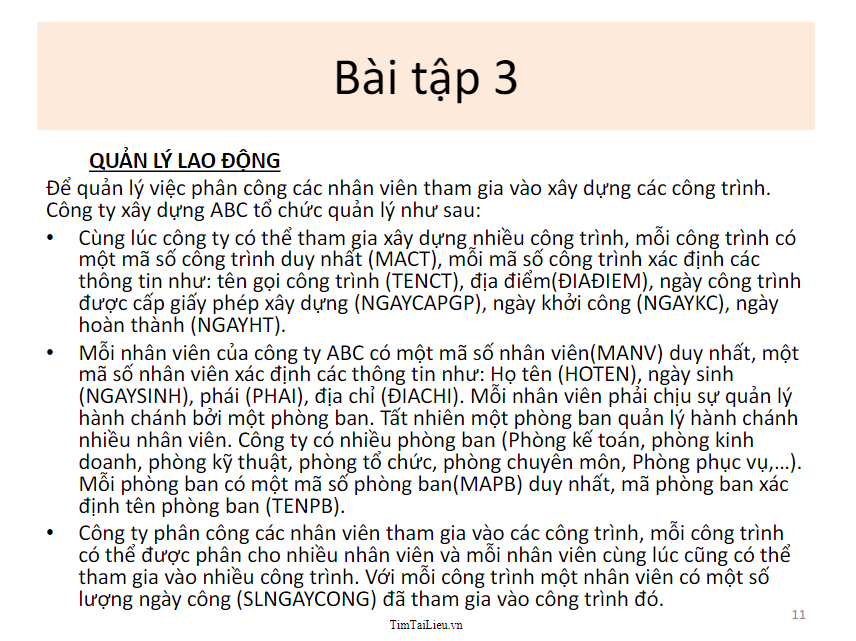 Bài tập 3
QUẢN LÝ LAO ĐỘNG
Để quản lý việc phân công các nhân viên tham gia vào xây dựng các công trình.
Công ty xây dựng ABC tổ chức quản lý như sau:
• Cùng lúc công ty có thể tham gia xây dựng nhiều công trình, mỗi công trình có
một mã số công trình duy nhất (MACT), mỗi mã số công trình xác định các
thông tin như: tên gọi công trình (TENCT), địa điểm(ĐIAĐIEM), ngày công trình
được cấp giấy phép xây dựng (NGAYCAPGP), ngày khởi công (NGAYKC), ngày
hoàn thành (NGAYHT).
• Mỗi nhân viên của công ty ABC có một mã số nhân viên(MANV) duy nhất, một
mã số nhân viên xác định các thông tin như: Họ tên (HOTEN), ngày sinh
(NGAYSINH), phái (PHAI), địa chỉ (ĐIACHI). Mỗi nhân viên phải chịu sự quản lý
hành chánh bởi một phòng ban. Tất nhiên một phòng ban quản lý hành chánh
nhiều nhân viên. Công ty có nhiều phòng ban (Phòng kế toán, phòng kinh
doanh, phòng kỹ thuật, phòng tổ chức, phòng chuyên môn, Phòng phục vụ,...).
Mỗi phòng ban có một mã số phòng ban(MAPB) duy nhất, mã phòng ban xác
định tên phòng ban (TENPB).
• Công ty phân công các nhân viên tham gia vào các công trình, mỗi công trình
có thể được phân cho nhiều nhân viên và mỗi nhân viên cùng lúc cũng có thể
tham gia vào nhiều công trình. Với mỗi công trình một nhân viên có một số
lượng ngày công (SLNGAYCONG) đã tham gia vào công trình đó.
11
TimTaiLieu.vn